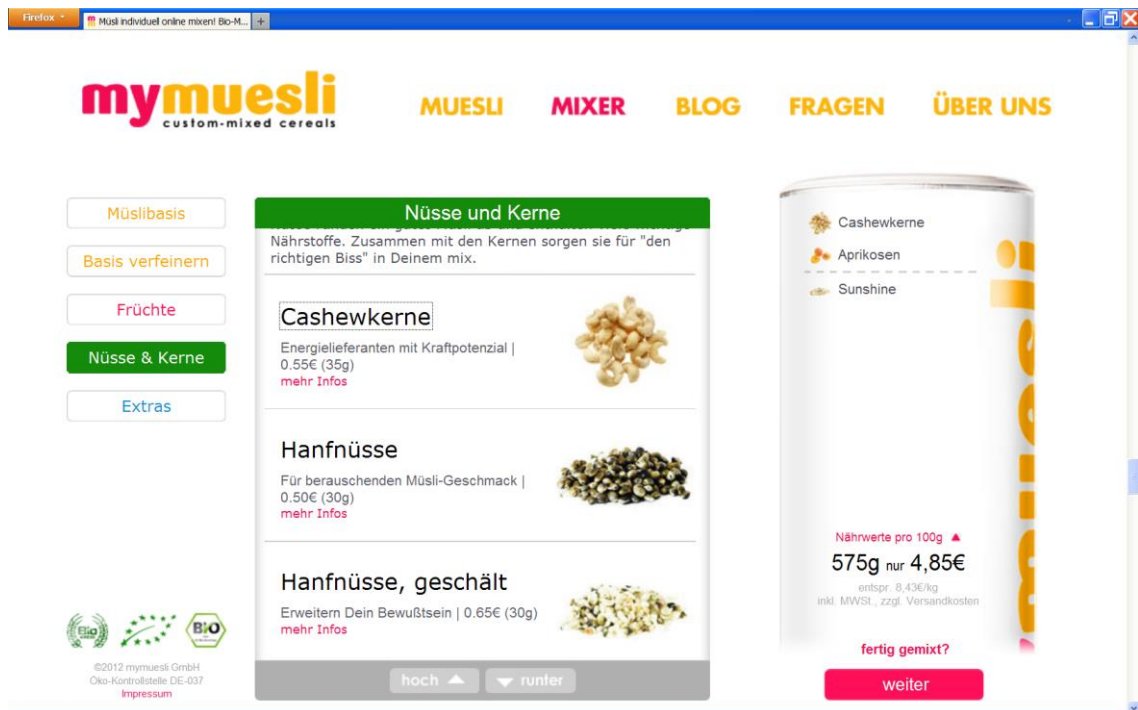 Firefox
Müsli individuell online mixen! Bio-M...
mymuesli
custom-mixed cereals
MUESLI
MIXER
BLOG
FRAGEN
ÜBER UNS
Müslibasis
Basis verfeinern
Früchte
Nüsse & Kerne
Extras
Nüsse und Kerne
Nährstoffe. Zusammen mit den Kernen sorgen sie für "den
richtigen Biss" in Deinem mix.
Cashewkerne
Energielieferanten mit Kraftpotenzial |
0.55€ (35g)
mehr Infos
Hanfnüsse
Für berauschenden Müsli-Geschmack |
0.50€ (30g)
mehr Infos
Hanfnüsse, geschält
Erweitern Dein Bewußtsein | 0.65€ (30g)
mehr Infos
hoch
runter
Cashewkerne
Aprikosen
Sunshine
Nährwerte pro 100g
575g nur 4,85€
entspr. 8,43€/kg
inkl. MWSt., zzgl. Versandkosten
fertig gemixt?
weiter
Bio
BIO
©2012 mymuesli GmbH
Öko-Kontrollstelle DE-037
Impressum